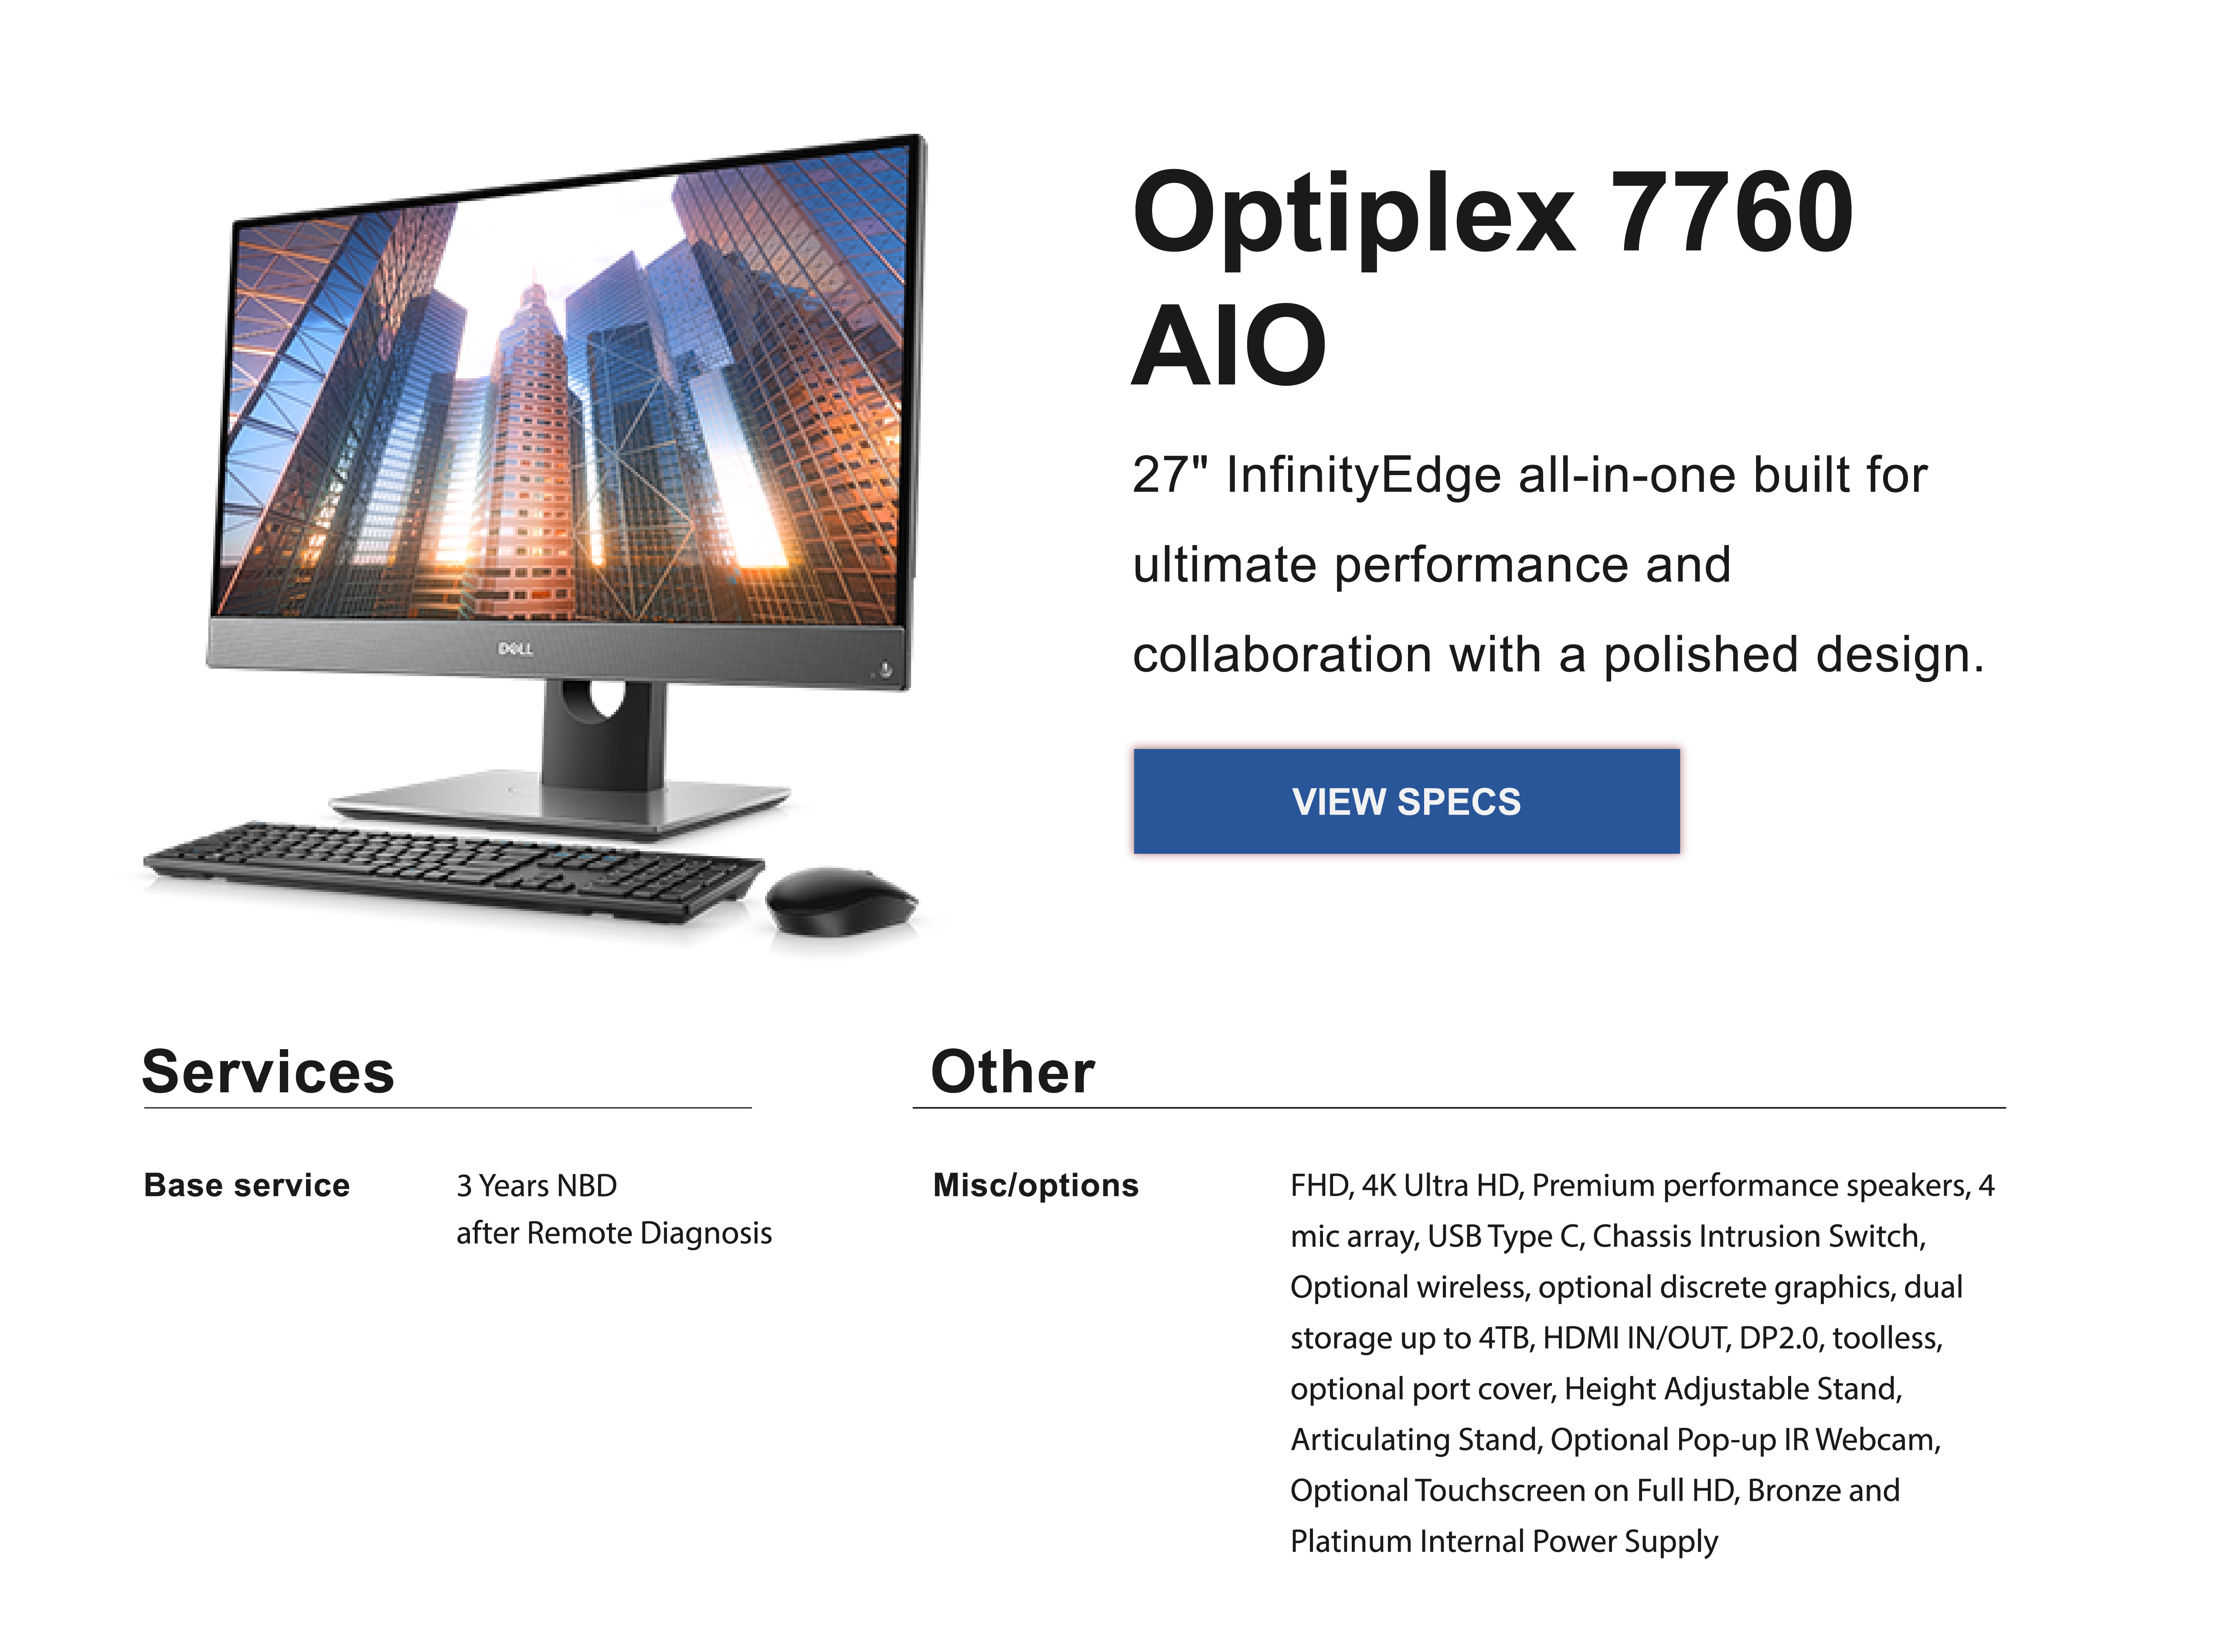 Optiplex 7760
AIO
27" InfinityEdge all-in-one built for
ultimate performance and
collaboration with a polished design.
DELL
VIEW SPECS
Services
Base service
3 Years NBD
after Remote Diagnosis
Other
Misc/options
FHD, 4K Ultra HD, Premium performance speakers, 4
mic array, USB Type C, Chassis Intrusion Switch,
Optional wireless, optional discrete graphics, dual
storage up to 4TB, HDMI IN/OUT, DP2.0, toolless,
optional port cover, Height Adjustable Stand,
Articulating Stand, Optional Pop-up IR Webcam,
Optional Touchscreen on Full HD, Bronze and
Platinum Internal Power Supply